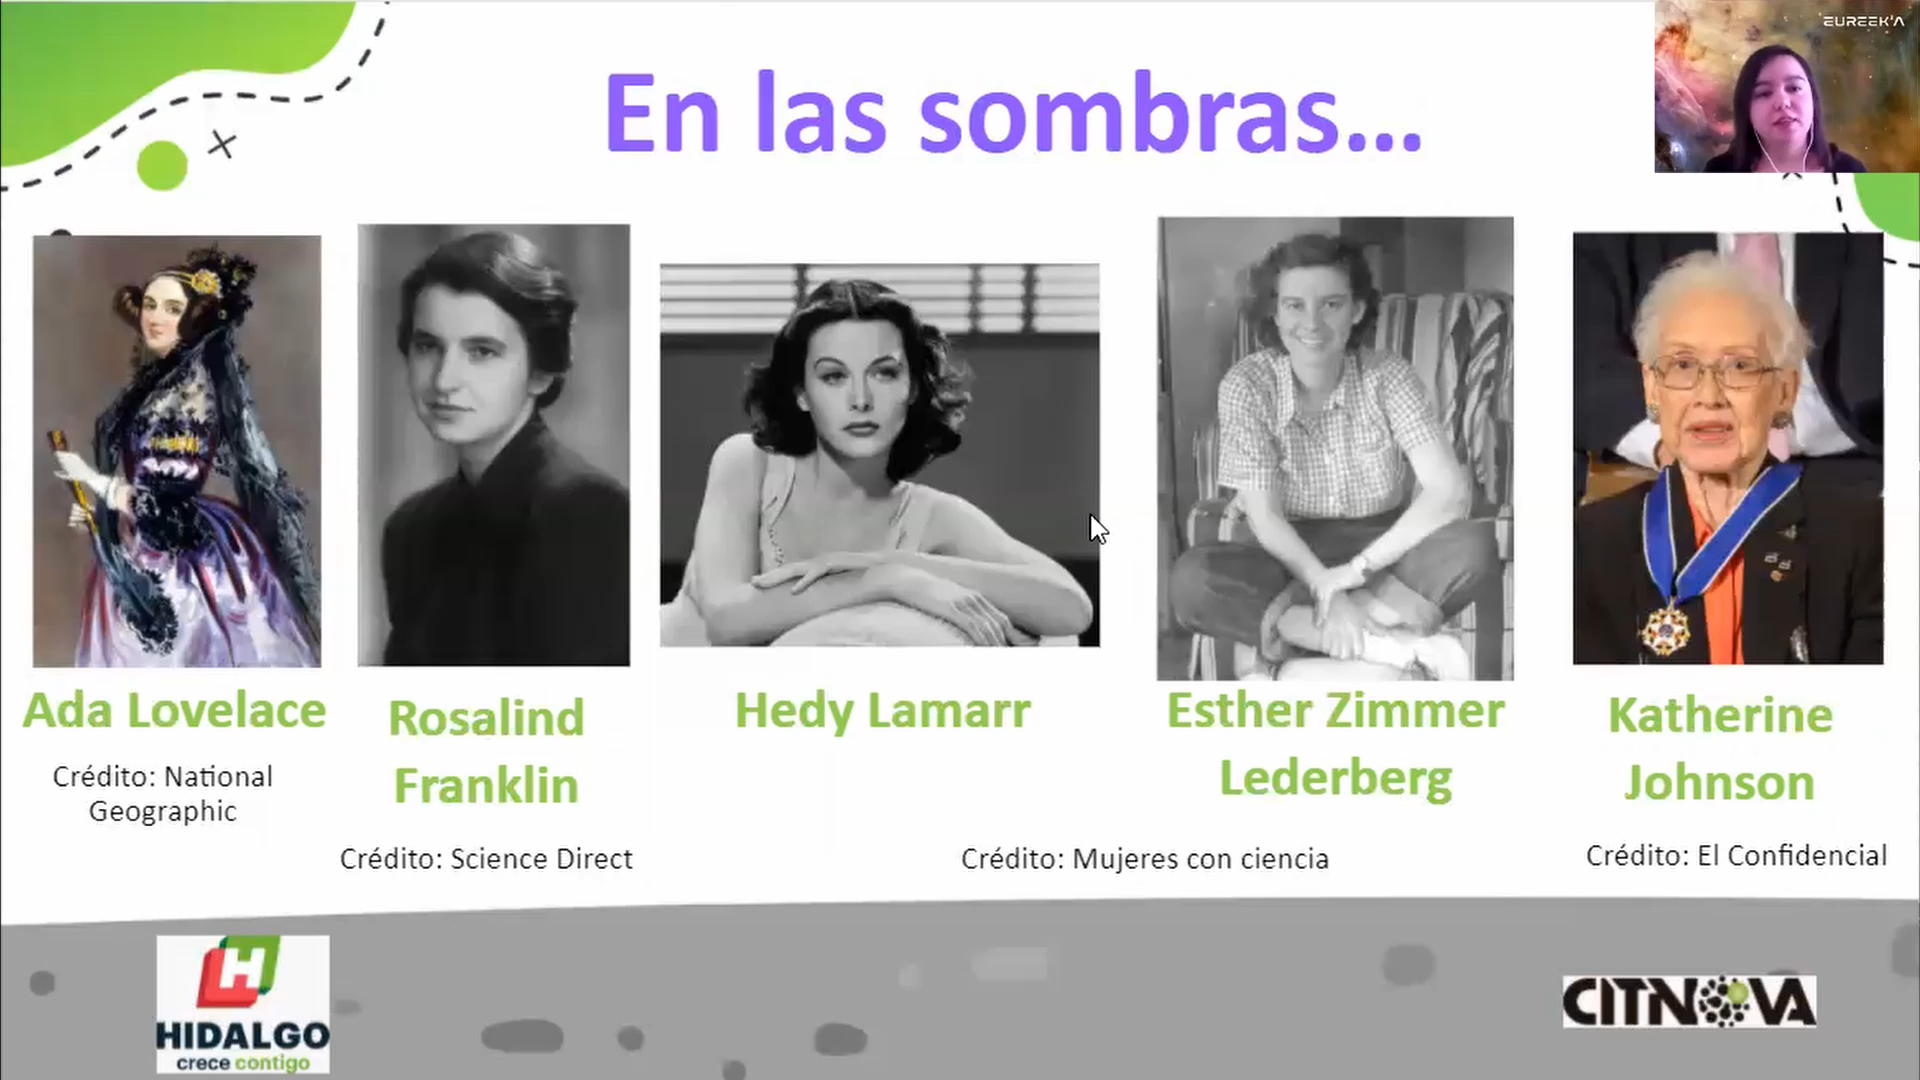 EUREEK'A
En las sombras...
Ada Lovelace
Crédito: National
Geographic
Rosalind
Franklin
Crédito: Science Direct
Hedy Lamarr
Esther Zimmer
Lederberg
Crédito: Mujeres con ciencia
Katherine
Johnson
Crédito: El Confidencial
H
HIDALGO
crece contigo
CITNOVA